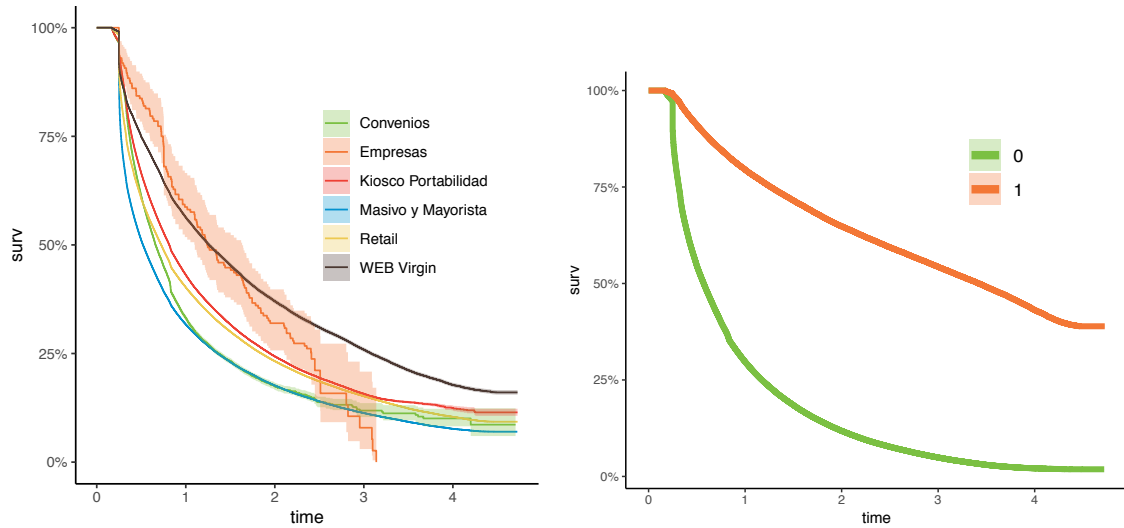 100%
75%
50%
25%
0%
surv
0
1
2
3
4
time
Convenios
Empresas
Kiosco Portabilidad
Masivo y Mayorista
Retail
WEB Virgin
100%
75%
50%
25%
0%
surv
0
1
2
3
4
time
0
1